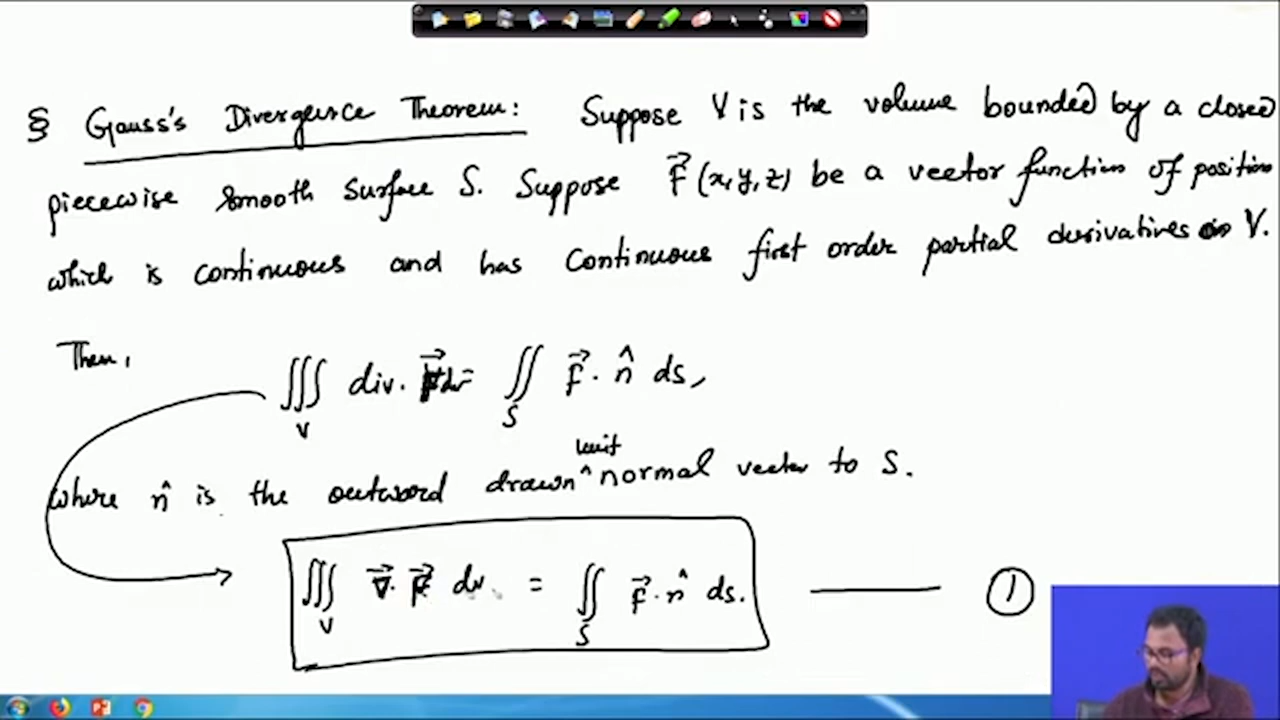 § Gauss's Divergence Theorem: Suppose V is the volume bounded by a closed
piecewise smooth surface S. Suppose F⃗ (x, y, z) be a vector function of position
which is continuous and has continuous first order partial derivatives in V.
Then,
∭_V div. F⃗ dv = ∬_S F⃗ . n̂ ds,
where n̂ is the outward drawn ^unit normal vector to S.
∭_V ∇⃗. F⃗ dv. = ∬_S F⃗ . n̂ ds. —— ①